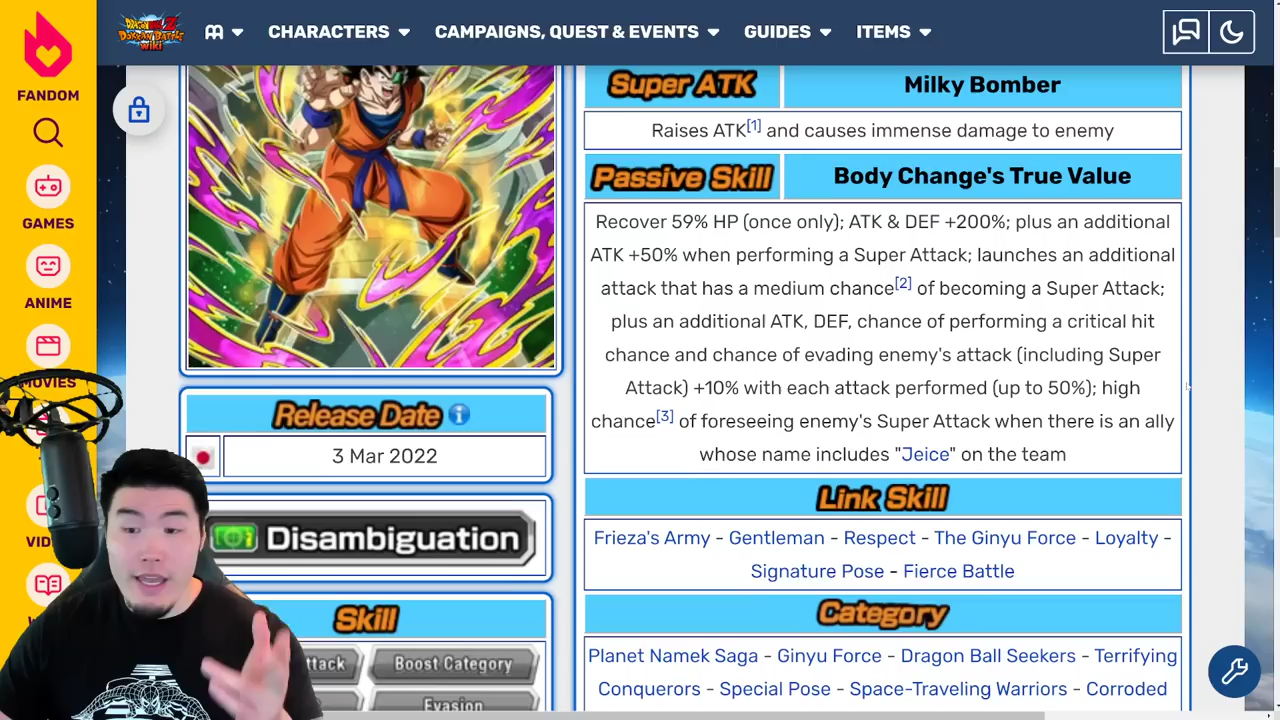 FANDOM
GAMES
ANIME
MOVIES
DRAGON BALL Z
DOKKAN BATTLE
WIKI
CHARACTERS
CAMPAIGNS, QUEST & EVENTS
GUIDES
ITEMS
Super ATK
Milky Bomber
Raises ATK[1] and causes immense damage to enemy
Passive Skill
Body Change's True Value
Recover 59% HP (once only); ATK & DEF +200%; plus an additional
ATK +50% when performing a Super Attack; launches an additional
attack that has a medium chance[2] of becoming a Super Attack;
plus an additional ATK, DEF, chance of performing a critical hit
chance and chance of evading enemy's attack (including Super
Attack) +10% with each attack performed (up to 50%); high
chance[3] of foreseeing enemy's Super Attack when there is an ally
whose name includes "Jeice" on the team
Link Skill
Frieza's Army - Gentleman - Respect - The Ginyu Force - Loyalty -
Signature Pose - Fierce Battle
Category
Planet Namek Saga - Ginyu Force - Dragon Ball Seekers - Terrifying
Conquerors - Special Pose - Space-Traveling Warriors - Corroded
Release Date
3 Mar 2022
Disambiguation
Skill
Boost Category
Evasion